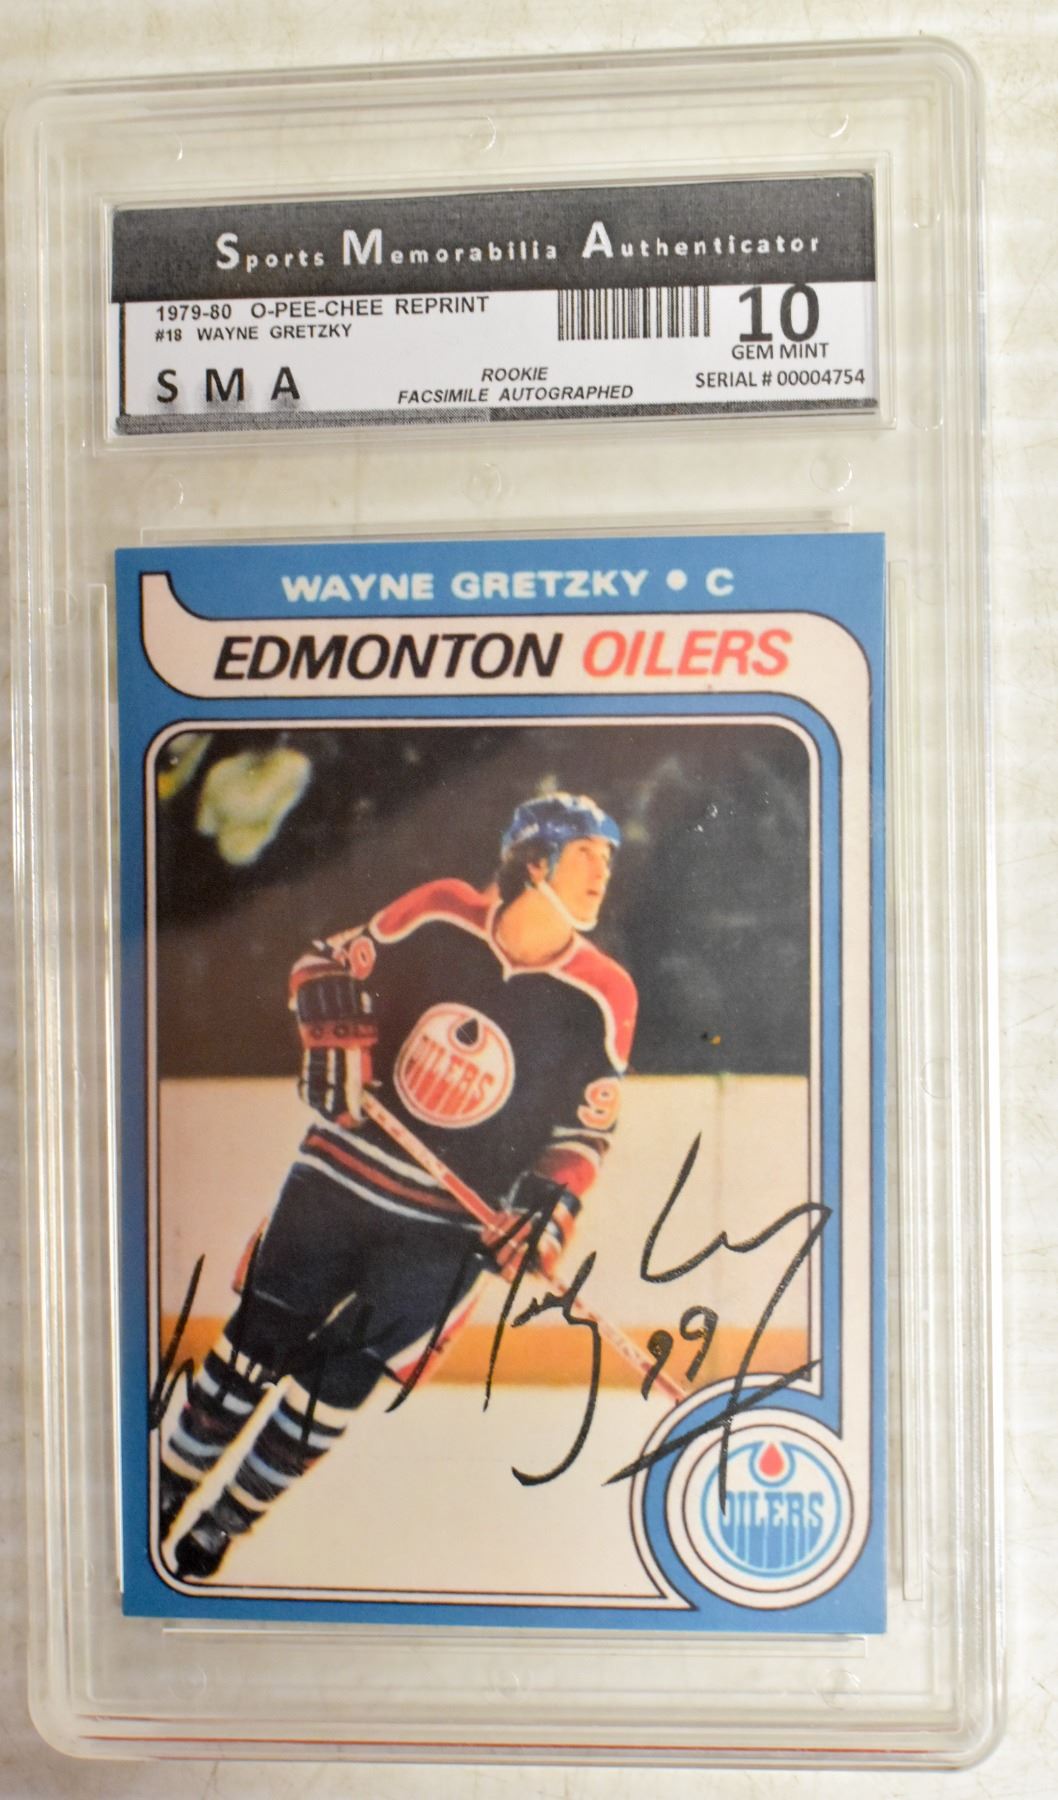 Sports Memorabilia Authenticator
1979-80 O-PEE-CHEE REPRINT
#18 WAYNE GRETZKY
10
GEM MINT
S M A
ROOKIE
FACSIMILE AUTOGRAPHED
SERIAL # 00004754
WAYNE GRETZKY • C
EDMONTON OILERS
OILERS
9
99
OILERS